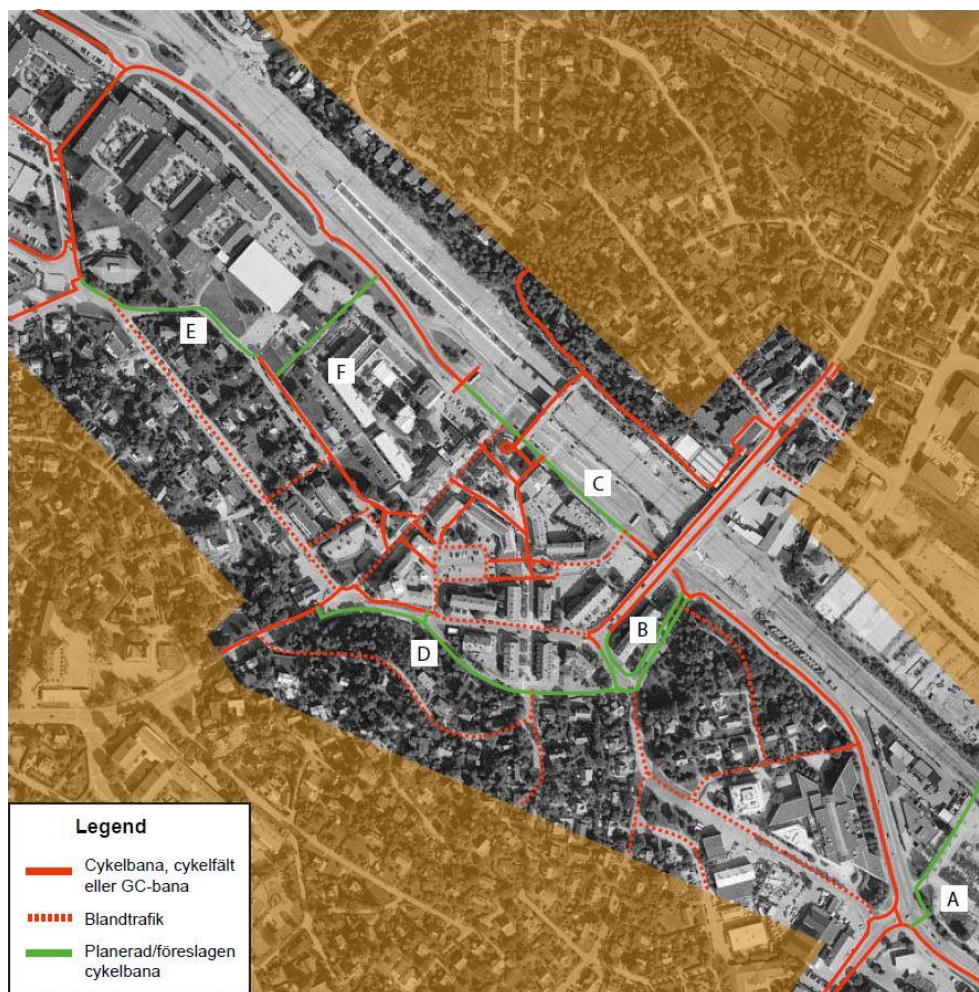 E
F
C
B
D
A
Legend
Cykelbana, cykelfält
eller GC-bana
Blandtrafik
Planerad/föreslagen
cykelbana